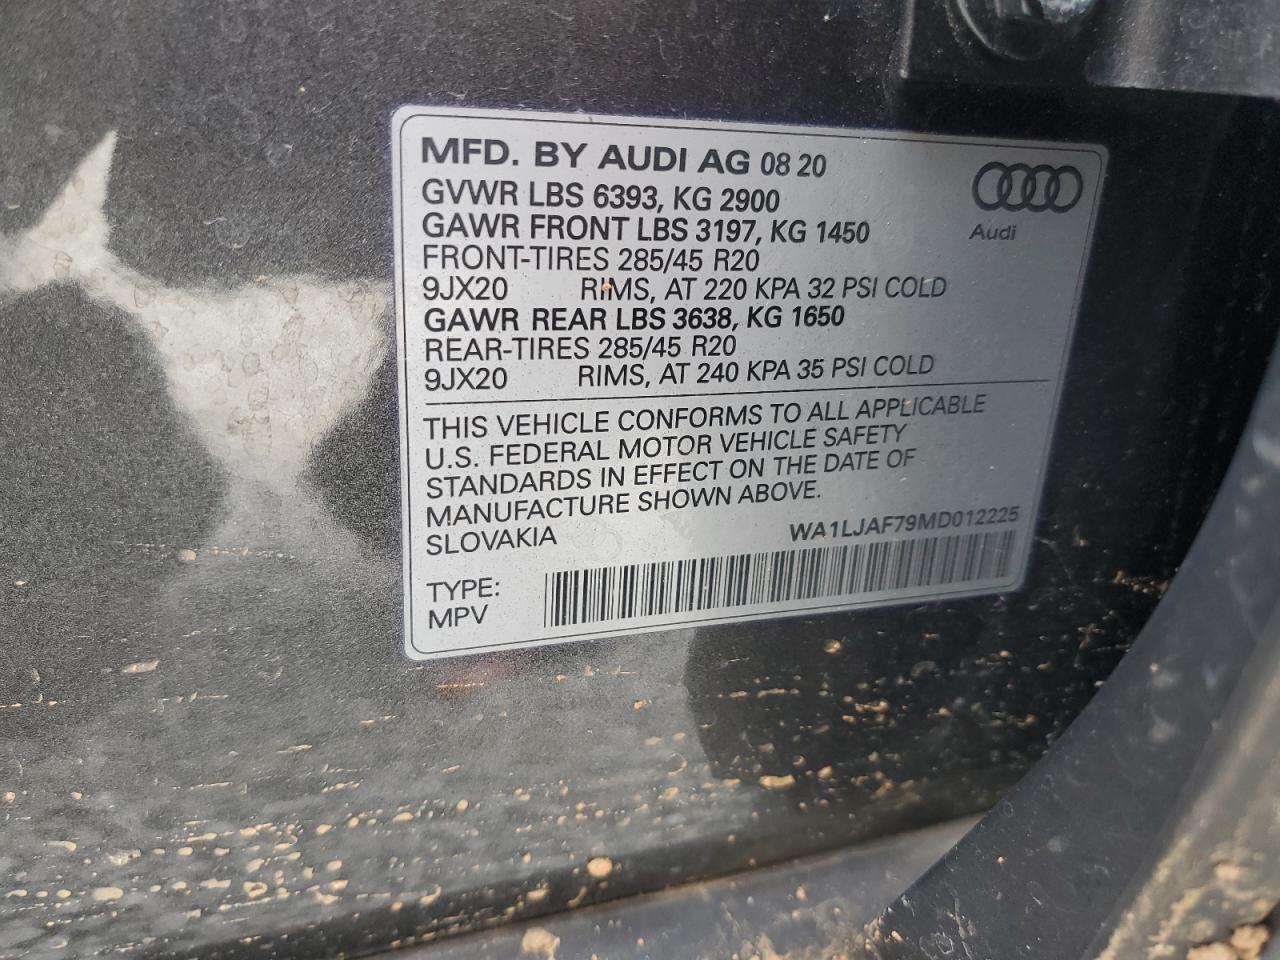 MFD. BY AUDI AG 08 20
GVWR LBS 6393, KG 2900
GAWR FRONT LBS 3197, KG 1450
FRONT-TIRES 285/45 R20
9JX20 RIMS, AT 220 KPA 32 PSI COLD
GAWR REAR LBS 3638, KG 1650
REAR-TIRES 285/45 R20
9JX20 RIMS, AT 240 KPA 35 PSI COLD
Audi
THIS VEHICLE CONFORMS TO ALL APPLICABLE
U.S. FEDERAL MOTOR VEHICLE SAFETY
STANDARDS IN EFFECT ON THE DATE OF
MANUFACTURE SHOWN ABOVE.
SLOVAKIA WA1LJAF79MD012225
TYPE:
MPV